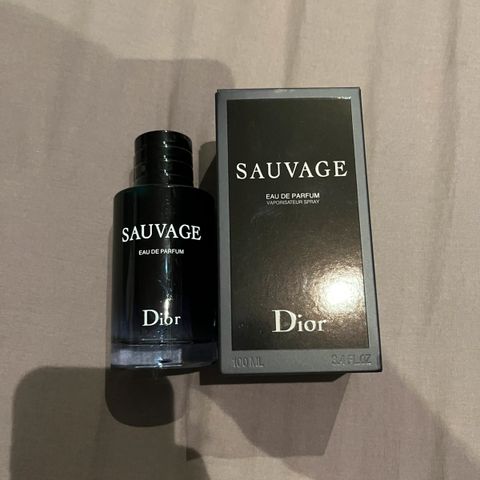 SAUVAGE
EAU DE PARFUM
Dior
SAUVAGE
EAU DE PARFUM
VAPORISATEUR SPRAY
Dior
100 ML 3.4 FL.OZ